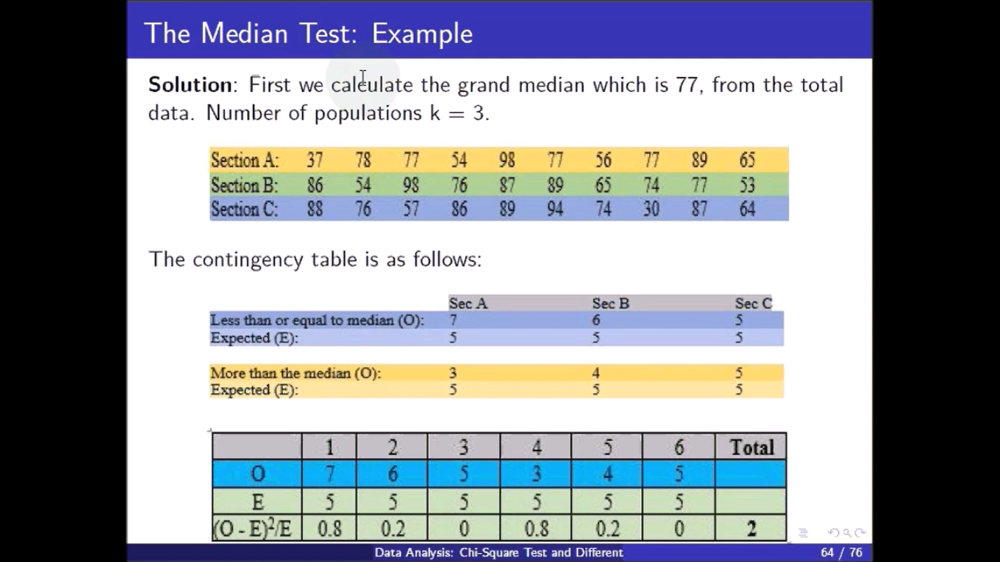 The Median Test: Example
Solution: First we calculate the grand median which is 77, from the total
data. Number of populations k = 3.
Section A: 37 78 77 54 98 77 56 77 89 65
Section B: 86 54 98 76 87 89 65 74 77 53
Section C: 88 76 57 86 89 94 74 30 87 64
The contingency table is as follows:
Sec A Sec B Sec C
Less than or equal to median (O): 7 6 5
Expected (E): 5 5 5
More than the median (O): 3 4 5
Expected (E): 5 5 5
1 2 3 4 5 6 Total
O 7 6 5 3 4 5
E 5 5 5 5 5 5
(O - E)²/E 0.8 0.2 0 0.8 0.2 0 2
Data Analysis: Chi-Square Test and Different 64 / 76